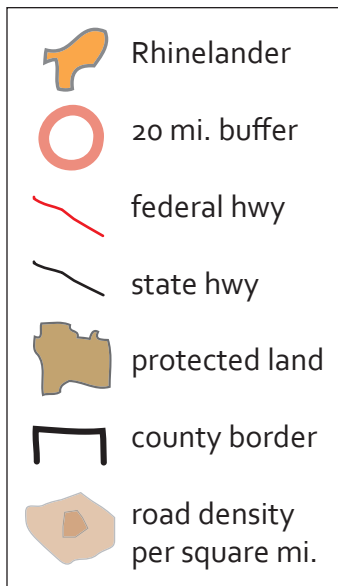 Rhinelander
20 mi. buffer
federal hwy
state hwy
protected land
county border
road density
per square mi.